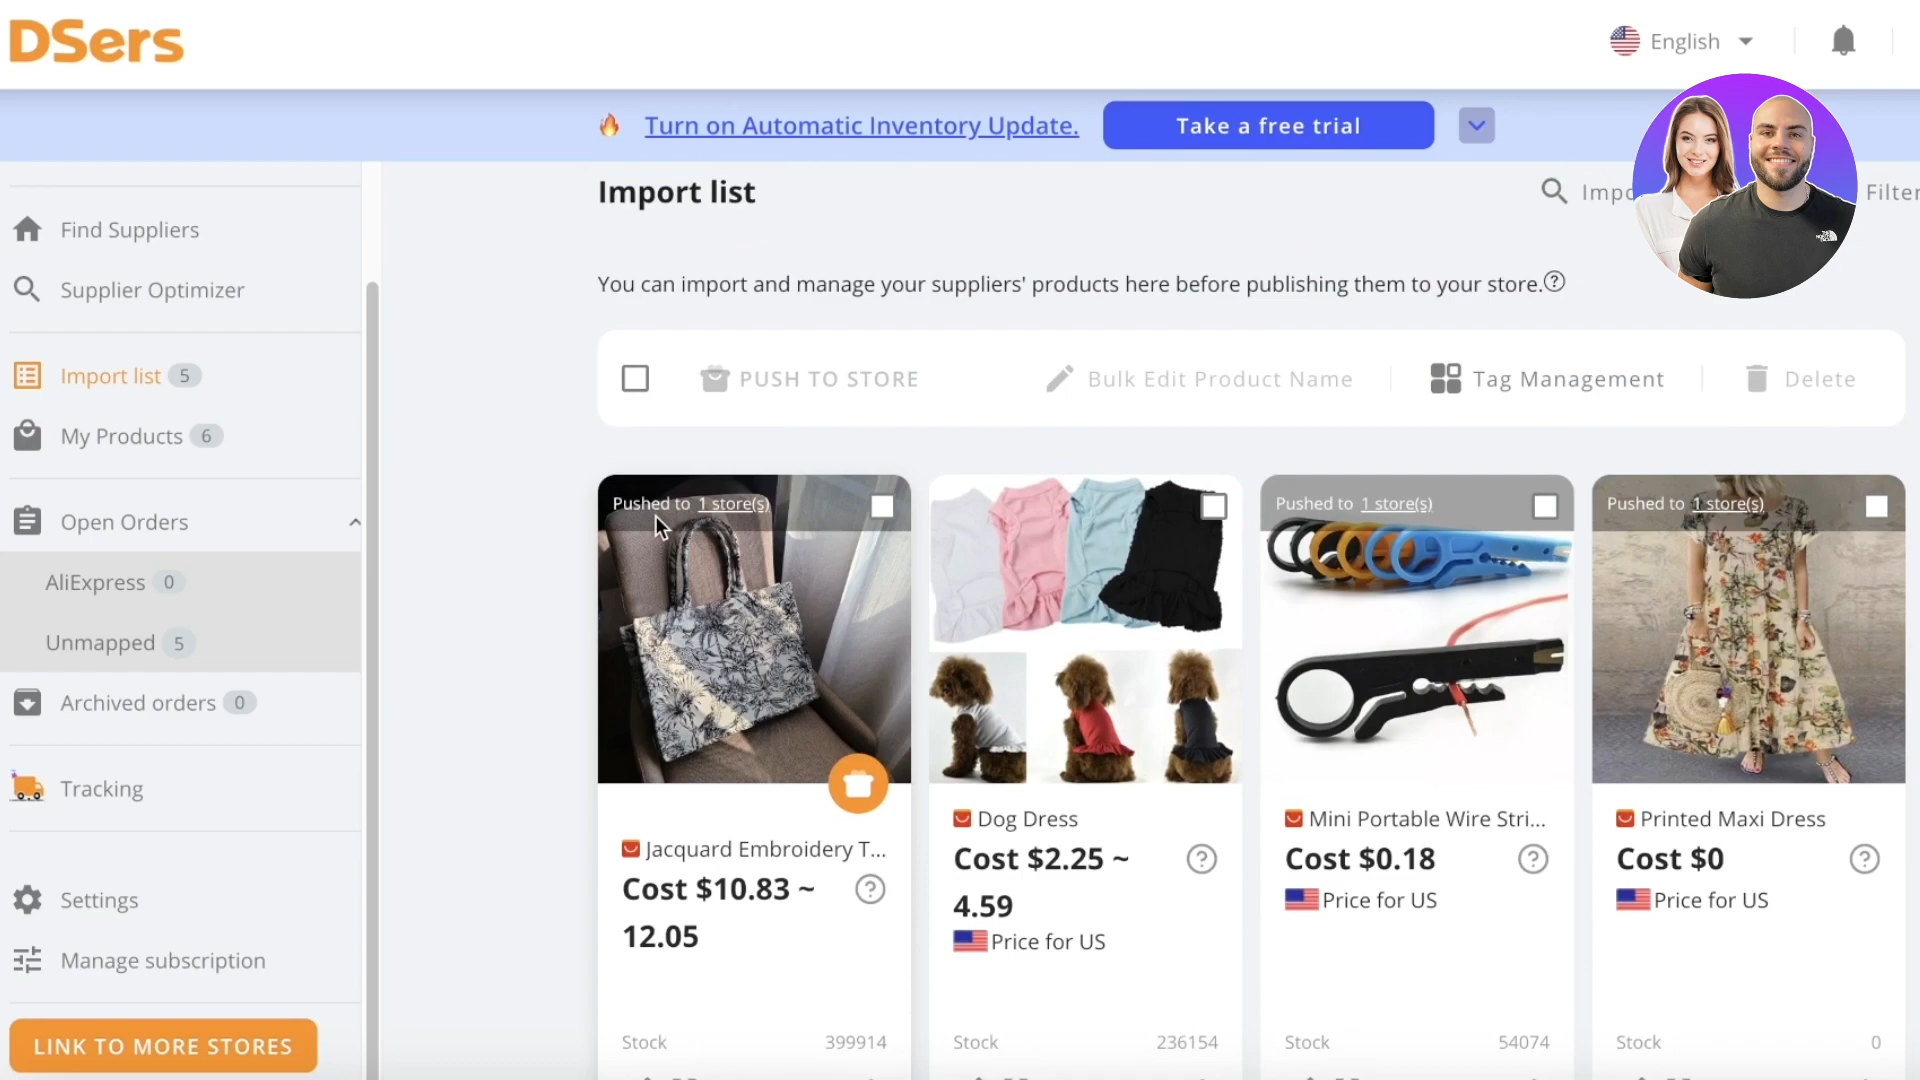 DSers
English
Turn on Automatic Inventory Update.
Take a free trial
Import list
Filter
You can import and manage your suppliers' products here before publishing them to your store.
Find Suppliers
Supplier Optimizer
Import list 5
My Products 6
Open Orders
AliExpress 0
Unmapped 5
Archived orders 0
Tracking
Settings
Manage subscription
LINK TO MORE STORES
PUSH TO STORE
Bulk Edit Product Name
Tag Management
Delete
Pushed to 1 store(s)
Jacquard Embroidery T...
Cost $10.83 ~
12.05
Stock 399914
Dog Dress
Cost $2.25 ~
4.59
Price for US
Stock 236154
Pushed to 1 store(s)
Mini Portable Wire Stri...
Cost $0.18
Price for US
Stock 54074
Pushed to 1 store(s)
Printed Maxi Dress
Cost $0
Price for US
Stock 0